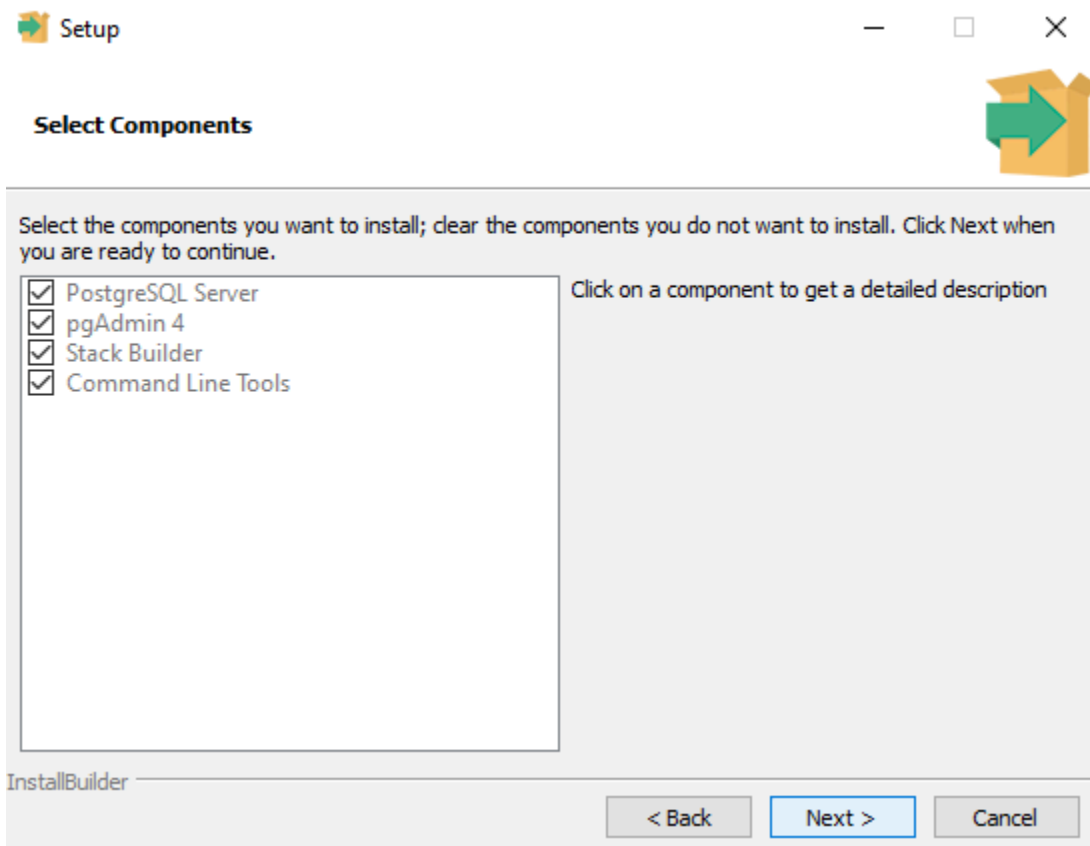 Setup
Select Components
Select the components you want to install; clear the components you do not want to install. Click Next when
you are ready to continue.
PostgreSQL Server
pgAdmin 4
Stack Builder
Command Line Tools
Click on a component to get a detailed description
InstallBuilder
< Back
Next >
Cancel